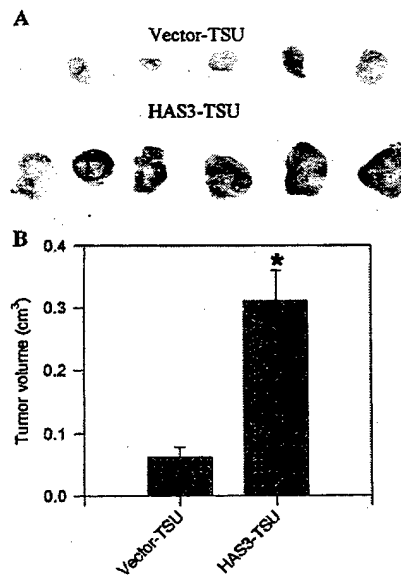 A
Vector-TSU
HAS3-TSU
B
Tumor volume (cm³)
0.4
0.3
0.2
0.1
0.0
*
Vector-TSU
HAS3-TSU